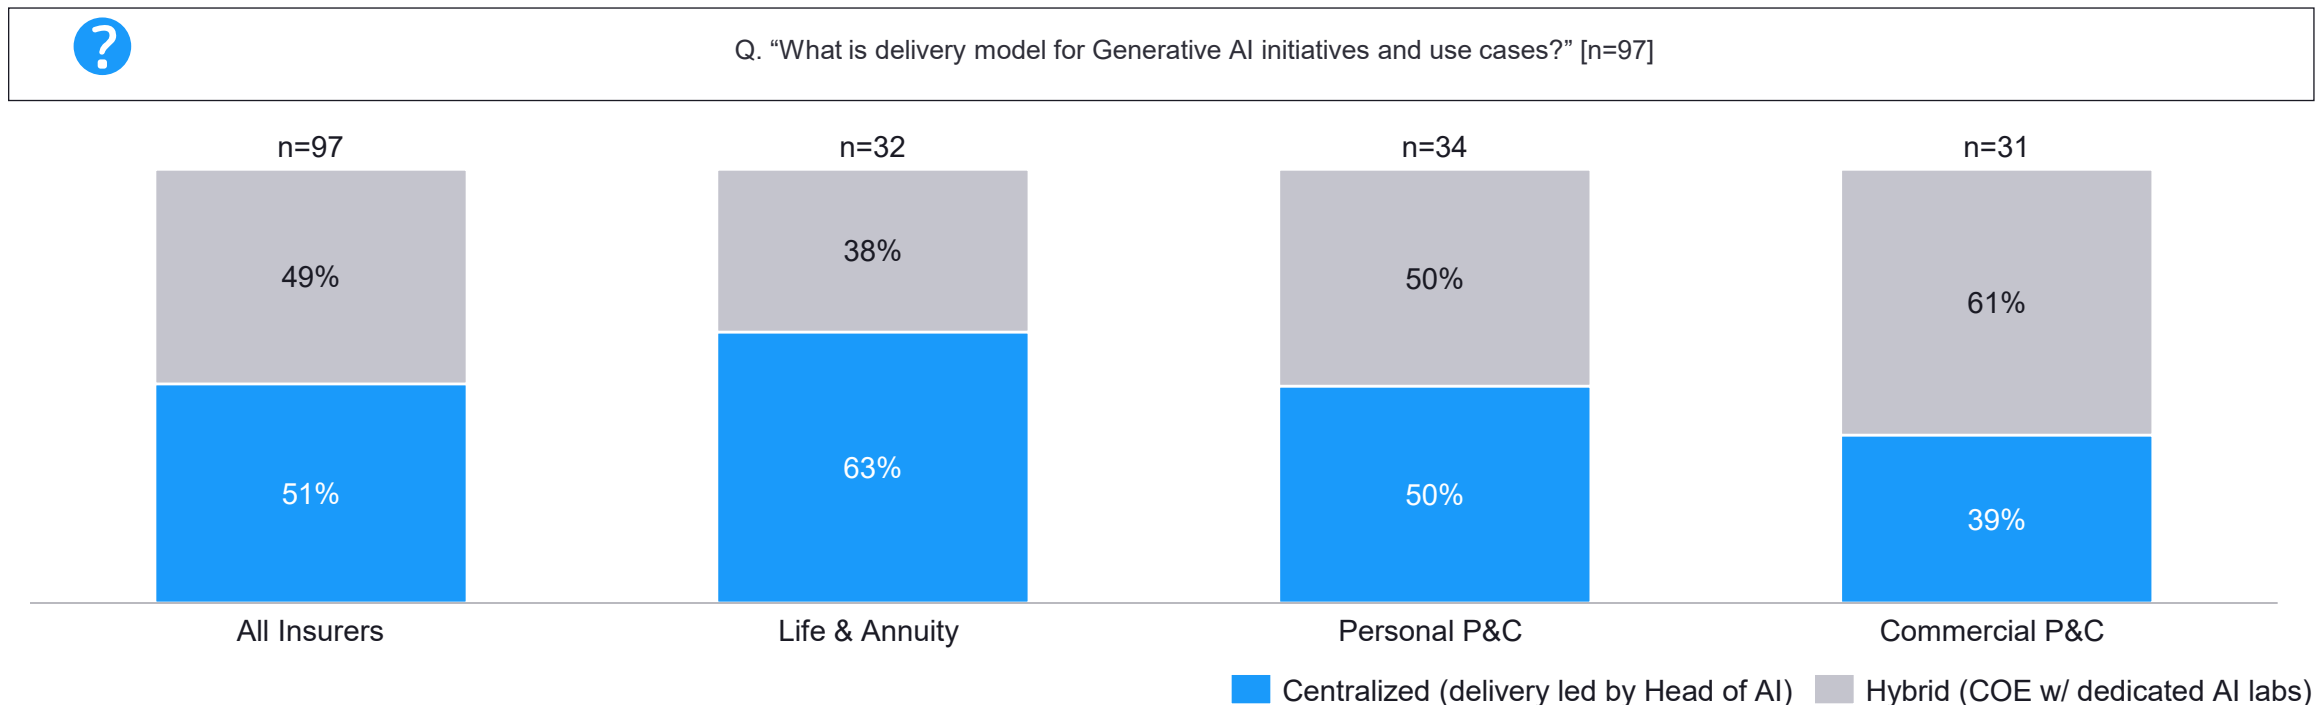 ?
Q. “What is delivery model for Generative AI initiatives and use cases?” [n=97]
n=97 n=32 n=34 n=31
49% 38% 50% 61%
51% 63% 50% 39%
All Insurers Life & Annuity Personal P&C Commercial P&C
Centralized (delivery led by Head of AI) Hybrid (COE w/ dedicated AI labs)